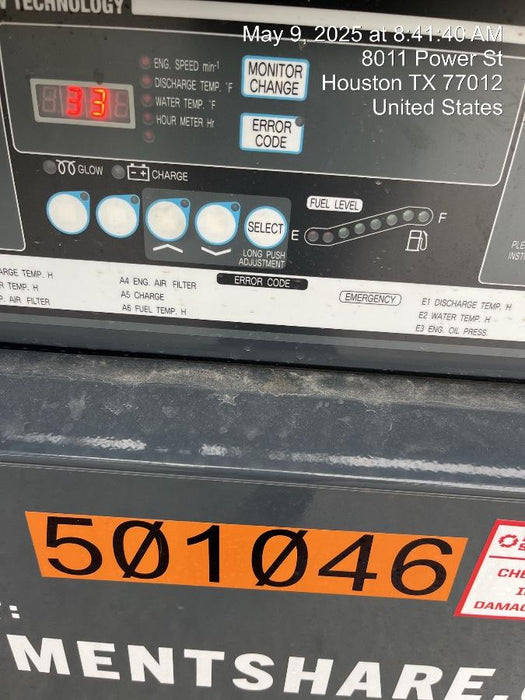 TECHNOLOGY
May 9, 2025 at 8:41:40 AM
8011 Power St
Houston TX 77012
United States
ENG. SPEED min-1
DISCHARGE TEMP. °F
WATER TEMP. °F
HOUR METER Hr
MONITOR
CHANGE
33
ERROR
CODE
GLOW
- +
CHARGE
FUEL LEVEL
SELECT
E
F
LONG PUSH
ADJUSTMENT
ERROR CODE
TEMP. H
A4 ENG. AIR FILTER
EMERGENCY
E1 DISCHARGE TEMP. H
TEMP. H
A5 CHARGE
E2 WATER TEMP. H
AIR FILTER
A6 FUEL TEMP. H
E3 ENG. OIL PRESS.
5Ø1Ø46
MENTSHARE.